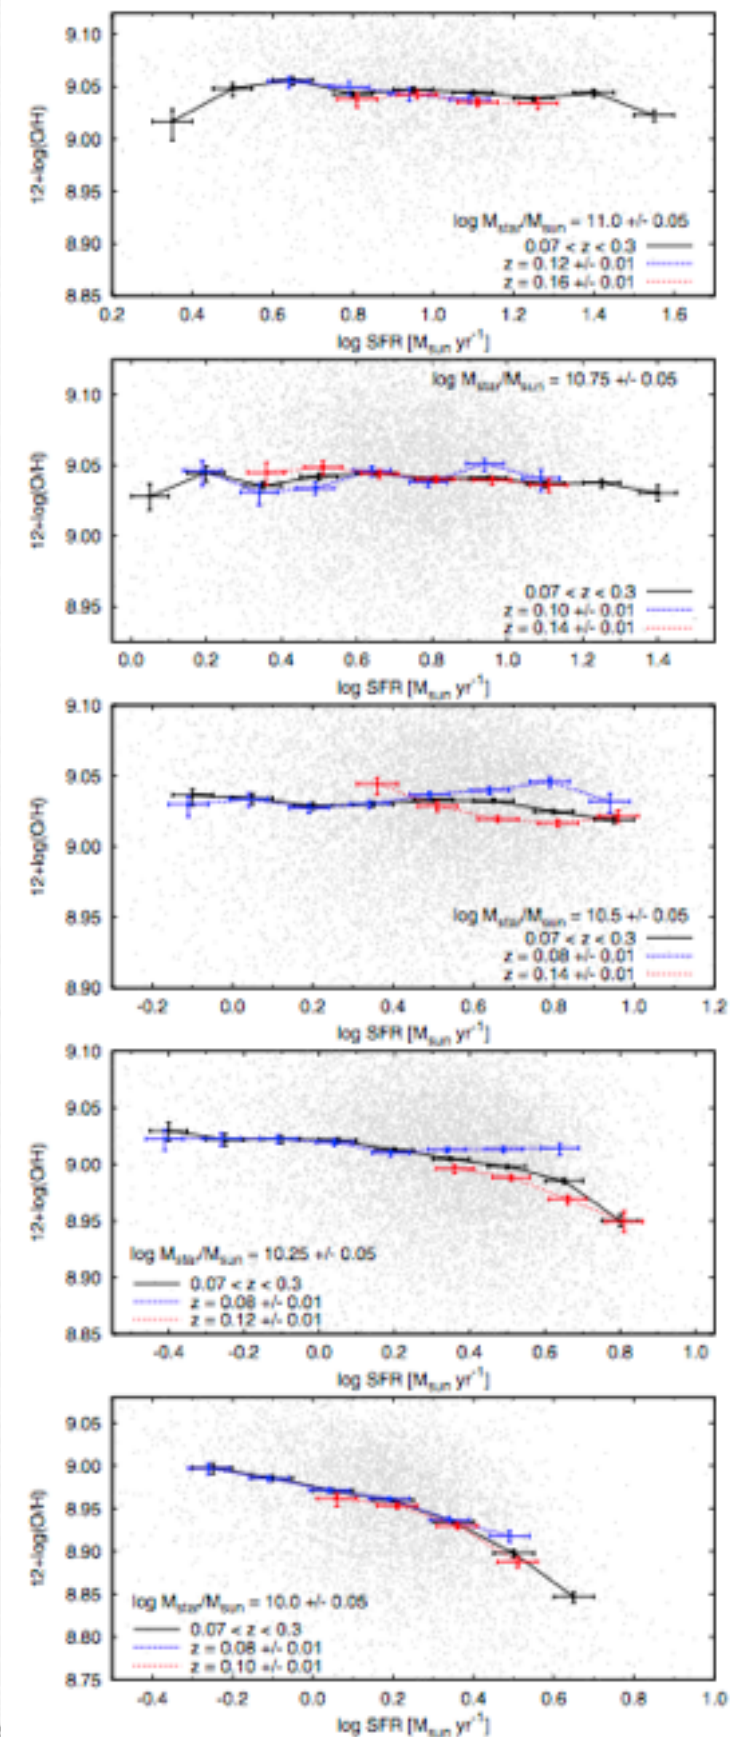 9.10
9.05
9.00
8.95
8.90
8.85
12+log(O/H)
log M_star/M_sun = 11.0 +/- 0.05
0.07 < z < 0.3
z = 0.12 +/- 0.01
z = 0.16 +/- 0.01
0.2 0.4 0.6 0.8 1.0 1.2 1.4 1.6
log SFR [M_sun yr^-1]
log M_star/M_sun = 10.75 +/- 0.05
9.10
9.05
9.00
8.95
12+log(O/H)
0.07 < z < 0.3
z = 0.10 +/- 0.01
z = 0.14 +/- 0.01
0.0 0.2 0.4 0.6 0.8 1.0 1.2 1.4
log SFR [M_sun yr^-1]
9.10
9.05
9.00
8.95
8.90
12+log(O/H)
log M_star/M_sun = 10.5 +/- 0.05
0.07 < z < 0.3
z = 0.08 +/- 0.01
z = 0.14 +/- 0.01
-0.2 0.0 0.2 0.4 0.6 0.8 1.0 1.2
log SFR [M_sun yr^-1]
9.10
9.05
9.00
8.95
8.90
8.85
12+log(O/H)
log M_star/M_sun = 10.25 +/- 0.05
0.07 < z < 0.3
z = 0.08 +/- 0.01
z = 0.12 +/- 0.01
-0.4 -0.2 0.0 0.2 0.4 0.6 0.8 1.0
log SFR [M_sun yr^-1]
9.05
9.00
8.95
8.90
8.85
8.80
8.75
12+log(O/H)
log M_star/M_sun = 10.0 +/- 0.05
0.07 < z < 0.3
z = 0.08 +/- 0.01
z = 0.10 +/- 0.01
-0.4 -0.2 0.0 0.2 0.4 0.6 0.8 1.0
log SFR [M_sun yr^-1]